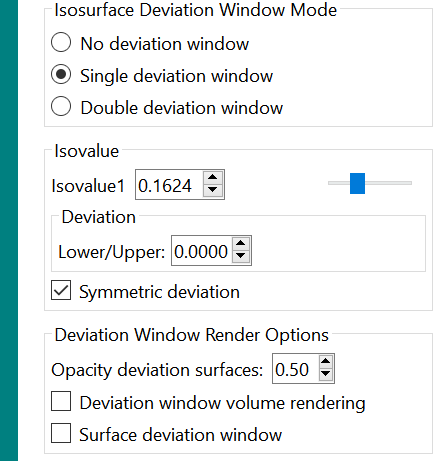 Isosurface Deviation Window Mode
No deviation window
Single deviation window
Double deviation window
Isovalue
Isovalue1 0.1624
Deviation
Lower/Upper: 0.0000
Symmetric deviation
Deviation Window Render Options
Opacity deviation surfaces: 0.50
Deviation window volume rendering
Surface deviation window